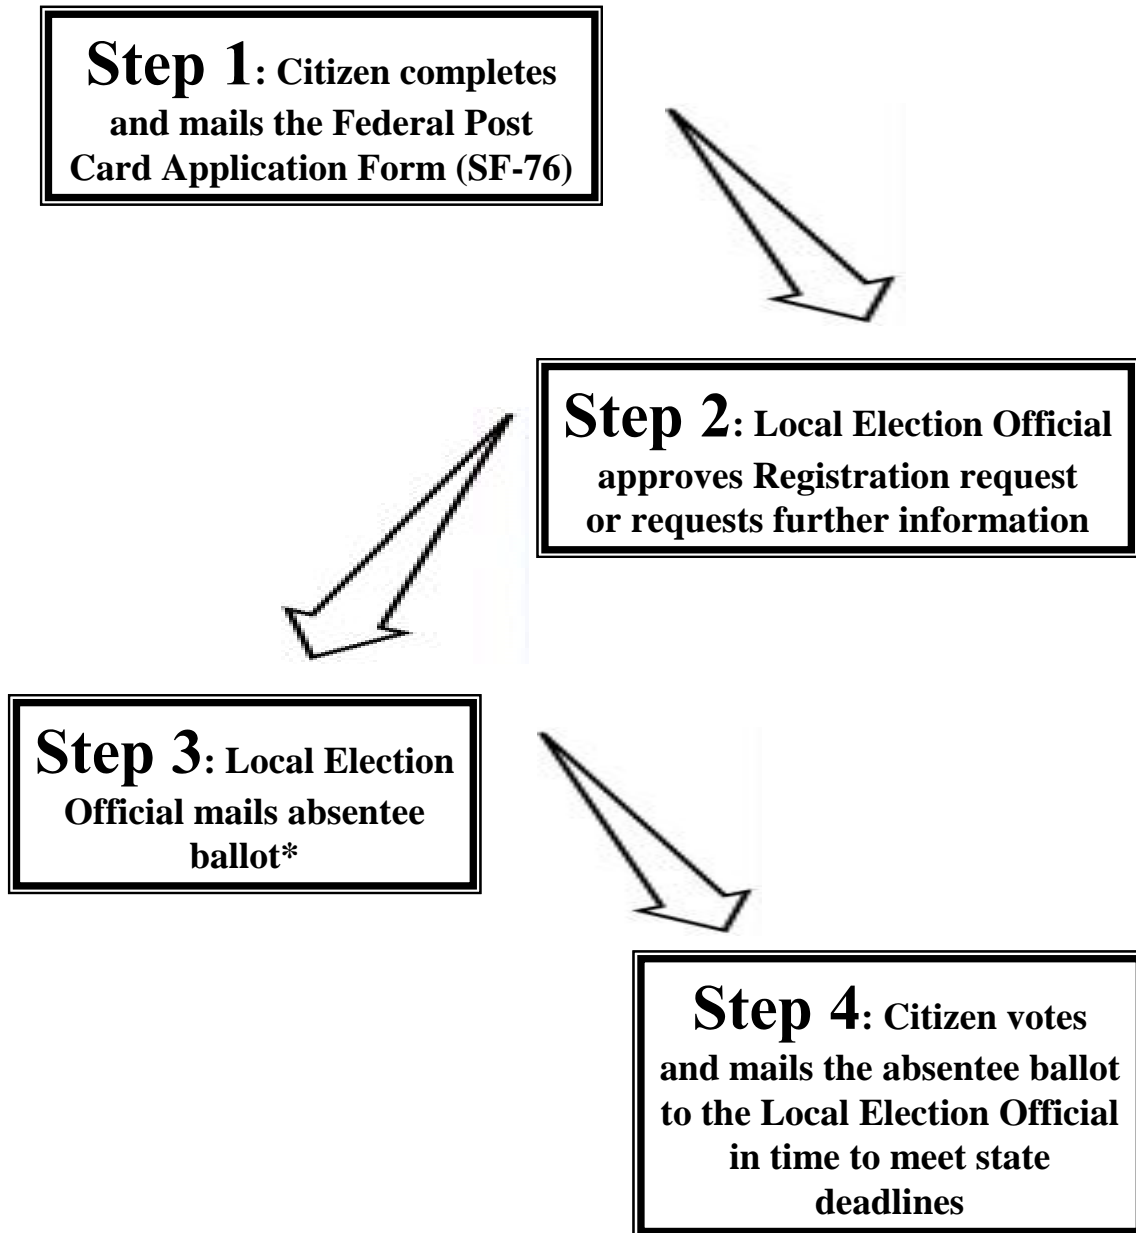 Step 1: Citizen completes
and mails the Federal Post
Card Application Form (SF-76)
Step 2: Local Election Official
approves Registration request
or requests further information
Step 3: Local Election
Official mails absentee
ballot*
Step 4: Citizen votes
and mails the absentee ballot
to the Local Election Official
in time to meet state
deadlines